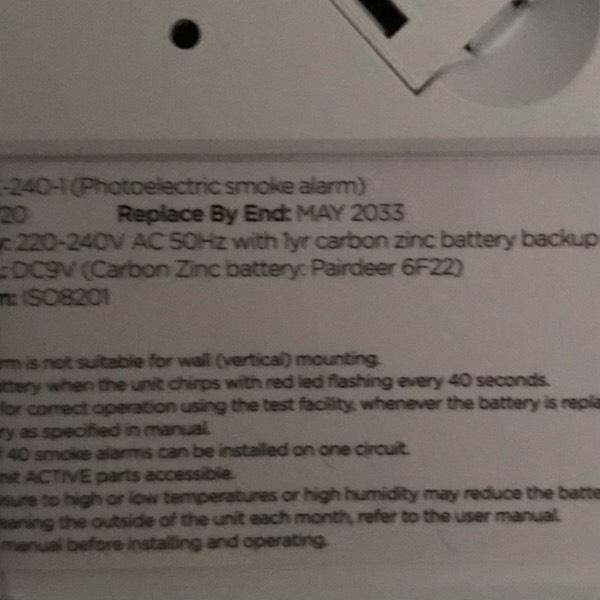 -240-1 (Photoelectric smoke alarm)
20 Replace By End: MAY 2033
: 220-240V AC 50Hz with 1yr carbon zinc battery backup
: DC9V (Carbon Zinc battery: Pairdeer 6F22)
: ISO8201
rm is not suitable for wall (vertical) mounting.
ttery when the unit chirps with red led flashing every 40 seconds.
for correct operation using the test facility, whenever the battery is repla
ry as specified in manual.
40 smoke alarms can be installed on one circuit.
nit ACTIVE parts accessible.
sure to high or low temperatures or high humidity may reduce the batte
eaning the outside of the unit each month, refer to the user manual.
manual before installing and operating.